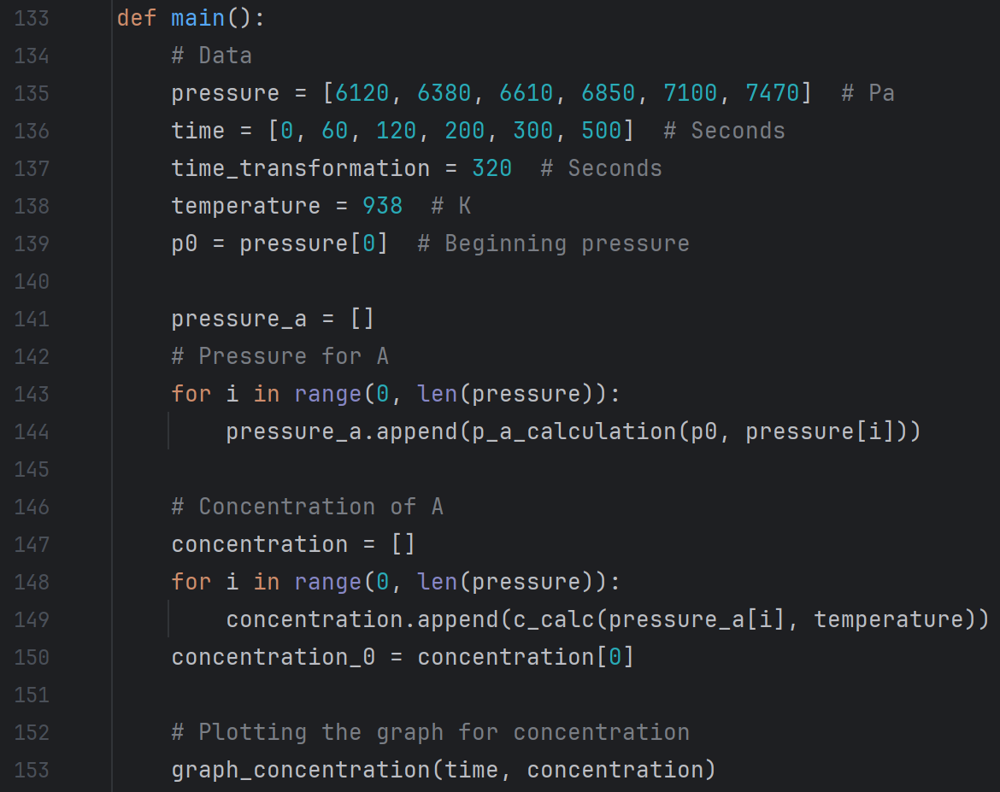 133 def main():
134     # Data
135     pressure = [6120, 6380, 6610, 6850, 7100, 7470]  # Pa
136     time = [0, 60, 120, 200, 300, 500]  # Seconds
137     time_transformation = 320  # Seconds
138     temperature = 938  # K
139     p0 = pressure[0]  # Beginning pressure
140
141     pressure_a = []
142     # Pressure for A
143     for i in range(0, len(pressure)):
144         pressure_a.append(p_a_calculation(p0, pressure[i]))
145
146     # Concentration of A
147     concentration = []
148     for i in range(0, len(pressure)):
149         concentration.append(c_calc(pressure_a[i], temperature))
150     concentration_0 = concentration[0]
151
152     # Plotting the graph for concentration
153     graph_concentration(time, concentration)